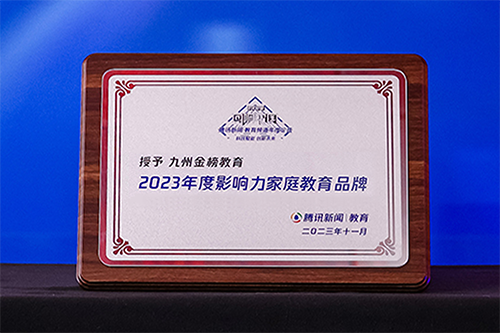 授予 九州金榜教育
2023年度影响力家庭教育品牌
腾讯新闻|教育
二〇二三年十一月